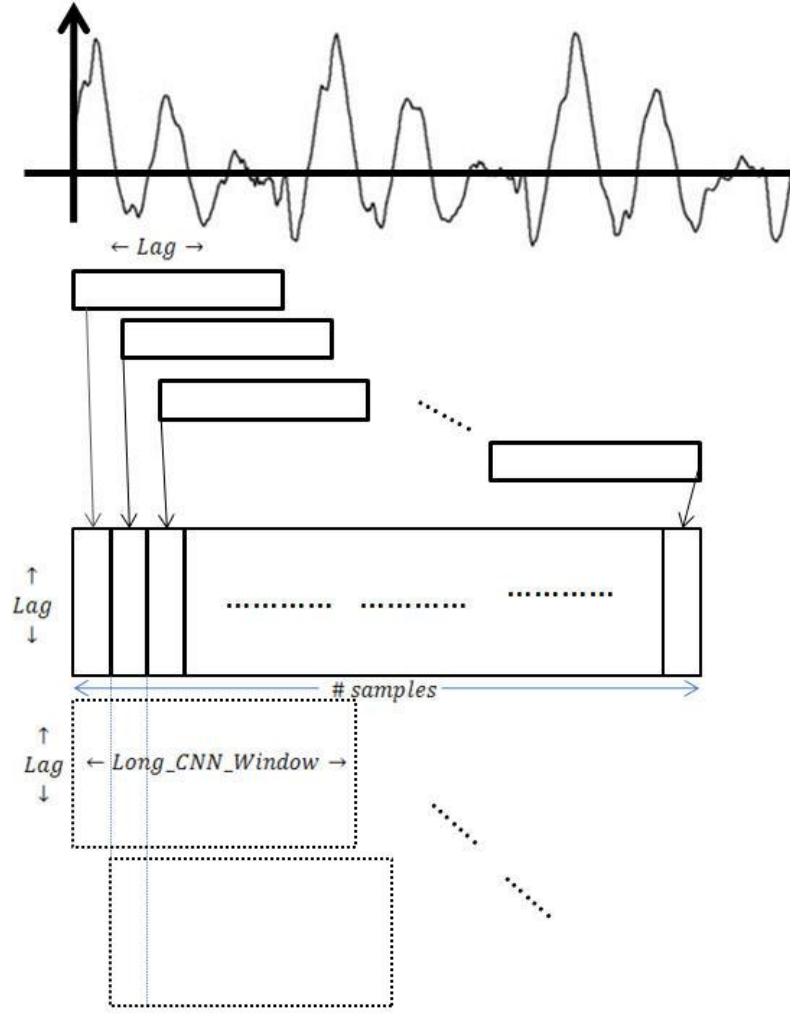 ← Lag →
↑
Lag
↓
# samples
↑
Lag
↓
← Long_CNN_Window →